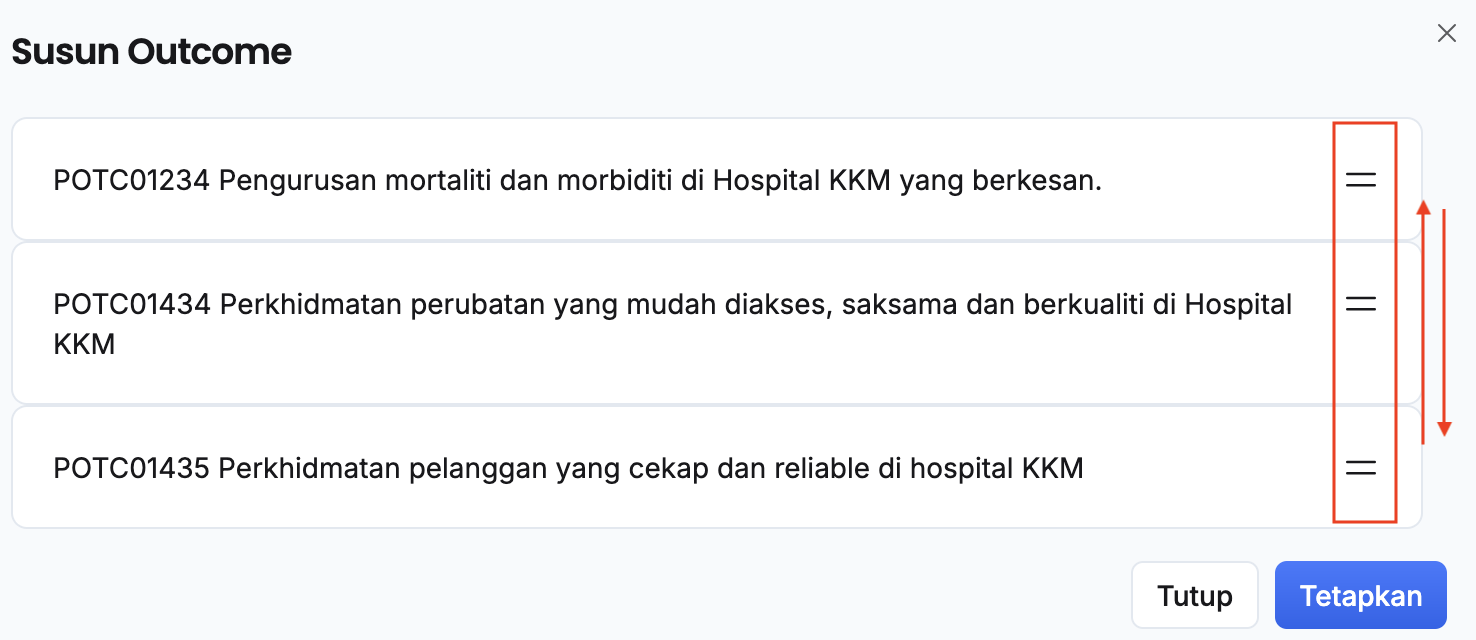 Susun Outcome
POTC01234 Pengurusan mortaliti dan morbiditi di Hospital KKM yang berkesan.
POTC01434 Perkhidmatan perubatan yang mudah diakses, saksama dan berkualiti di Hospital
KKM
POTC01435 Perkhidmatan pelanggan yang cekap dan reliable di hospital KKM
Tutup
Tetapkan